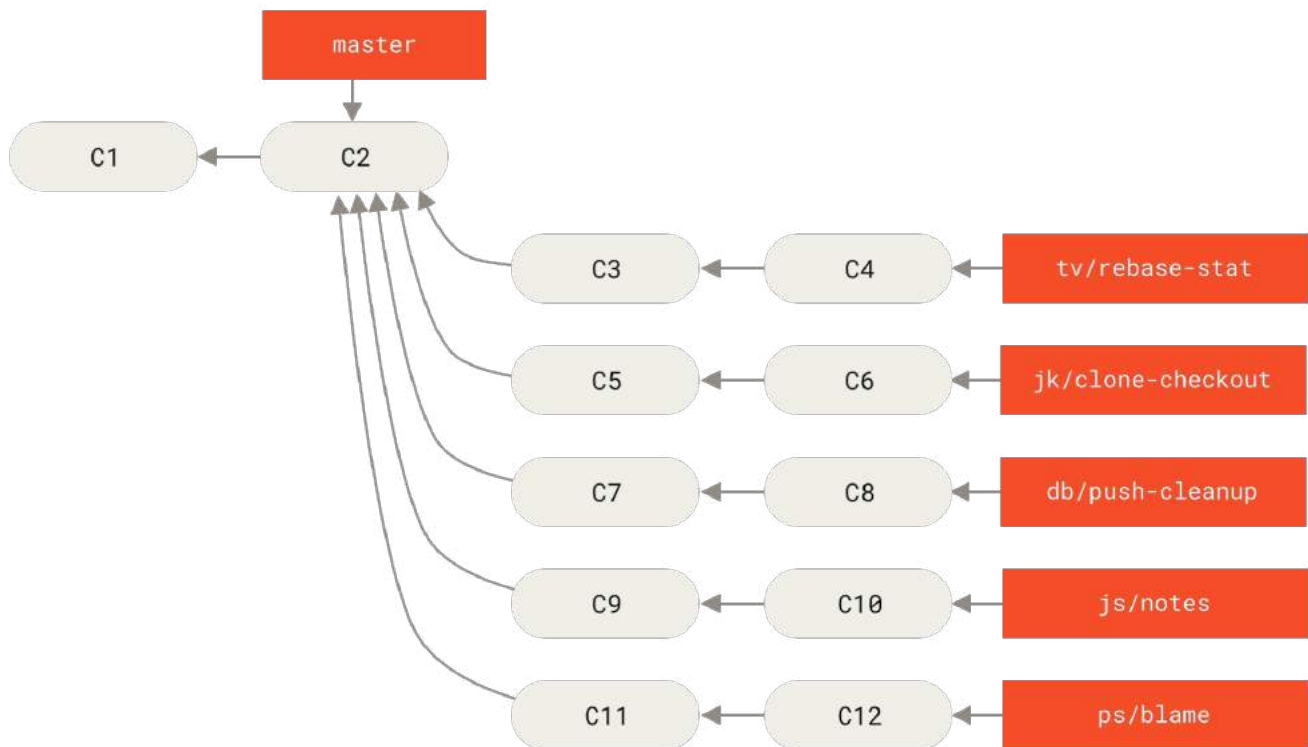 master
C1
C2
C3
C4
tv/rebase-stat
C5
C6
jk/clone-checkout
C7
C8
db/push-cleanup
C9
C10
js/notes
C11
C12
ps/blame